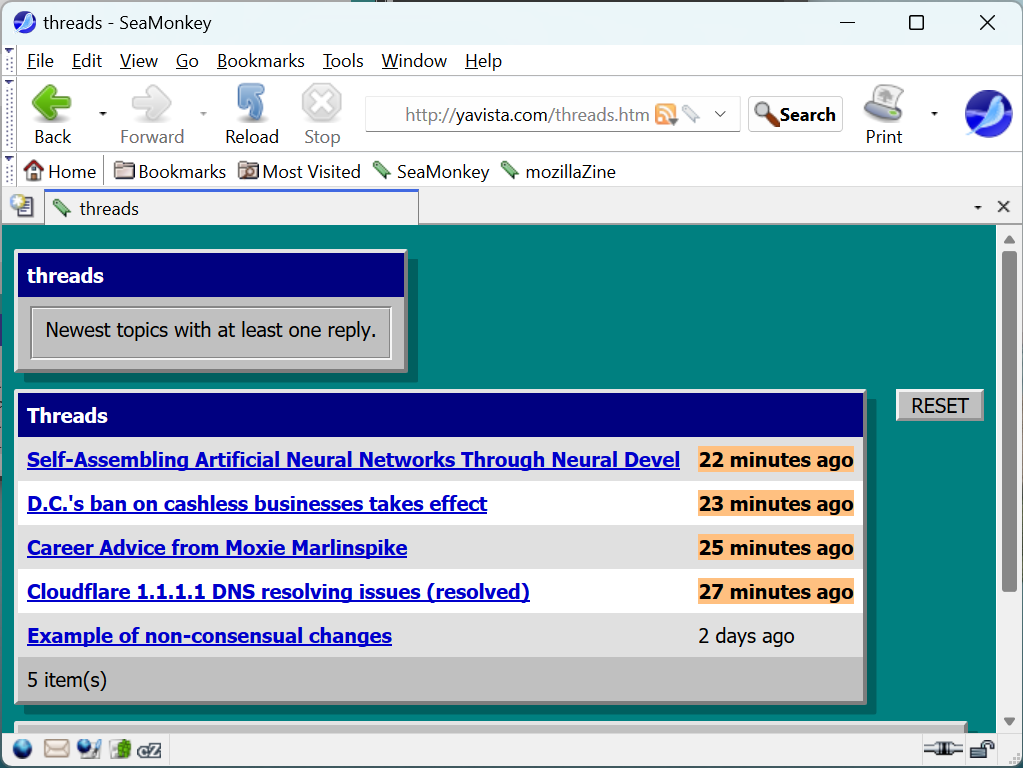 threads - SeaMonkey
File Edit View Go Bookmarks Tools Window Help
Back Forward Reload Stop http://yavista.com/threads.htm Search Print
Home Bookmarks Most Visited SeaMonkey mozillaZine
threads
threads
Newest topics with at least one reply.
Threads RESET
Self-Assembling Artificial Neural Networks Through Neural Devel 22 minutes ago
D.C.'s ban on cashless businesses takes effect 23 minutes ago
Career Advice from Moxie Marlinspike 25 minutes ago
Cloudflare 1.1.1.1 DNS resolving issues (resolved) 27 minutes ago
Example of non-consensual changes 2 days ago
5 item(s)
cZ